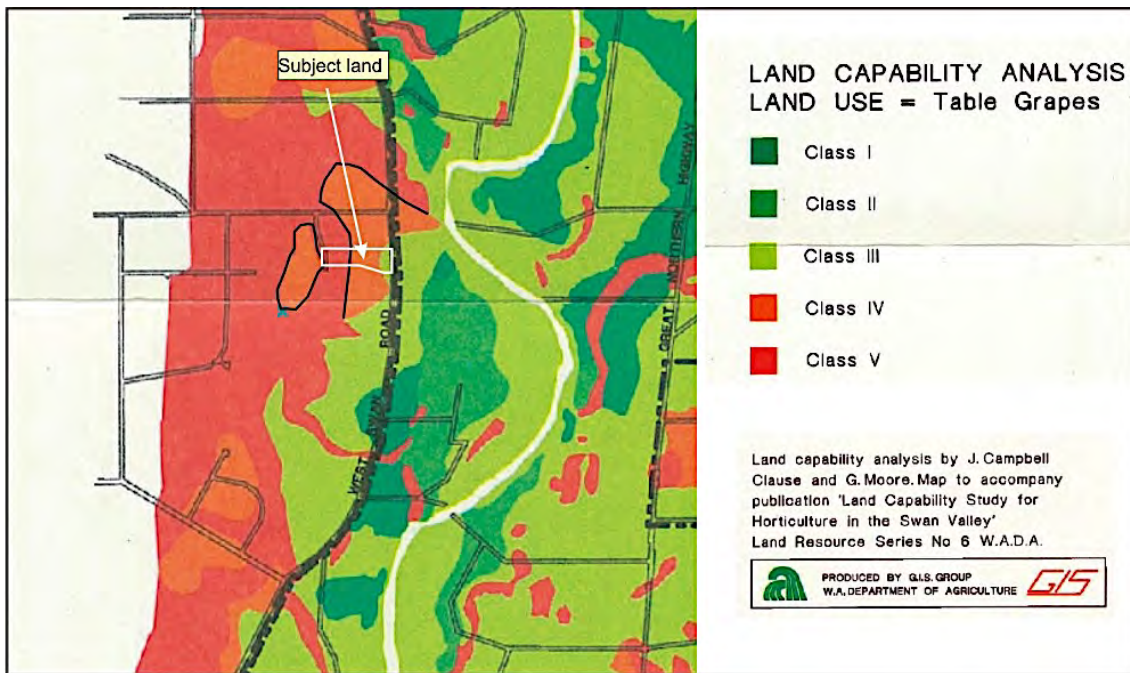 Subject land
WEST SWAN ROAD
GREAT NORTHERN HIGHWAY
LAND CAPABILITY ANALYSIS
LAND USE = Table Grapes
Class I
Class II
Class III
Class IV
Class V
Land capability analysis by J. Campbell
Clause and G. Moore. Map to accompany
publication 'Land Capability Study for
Horticulture in the Swan Valley'
Land Resource Series No 6 W.A.D.A.
PRODUCED BY G.I.S. GROUP
W.A. DEPARTMENT OF AGRICULTURE
GIS